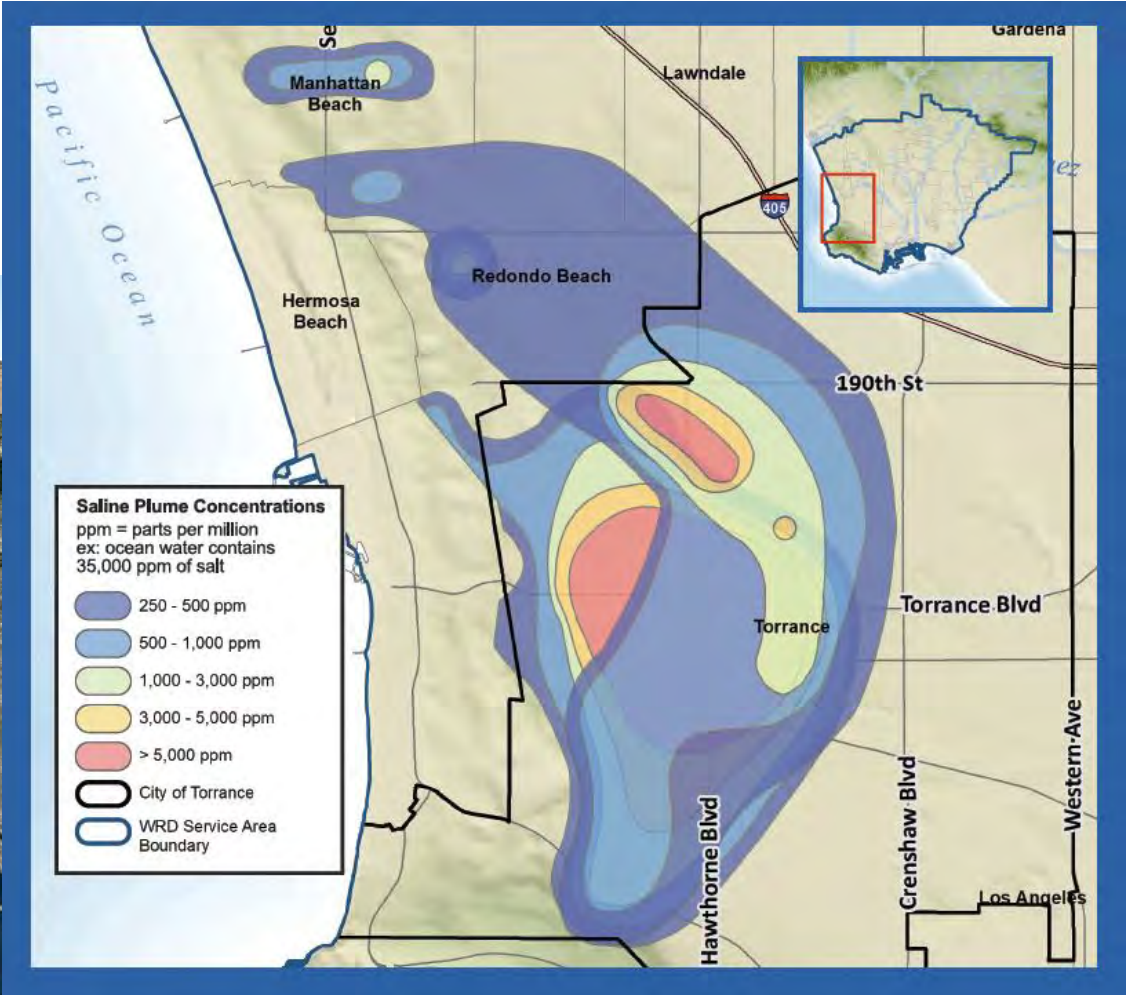 Se
Gardena
Manhattan
Beach
Lawndale
Pacific Ocean
405
ez
Redondo Beach
Hermosa
Beach
190th St
Saline Plume Concentrations
ppm = parts per million
ex: ocean water contains
35,000 ppm of salt
250 - 500 ppm
500 - 1,000 ppm
1,000 - 3,000 ppm
3,000 - 5,000 ppm
> 5,000 ppm
City of Torrance
WRD Service Area
Boundary
Torrance Blvd
Torrance
Hawthorne Blvd
Crenshaw Blvd
Western Ave
Los Angeles